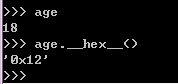 >>> age
18
>>> age.__hex__()
'0x12'
>>>